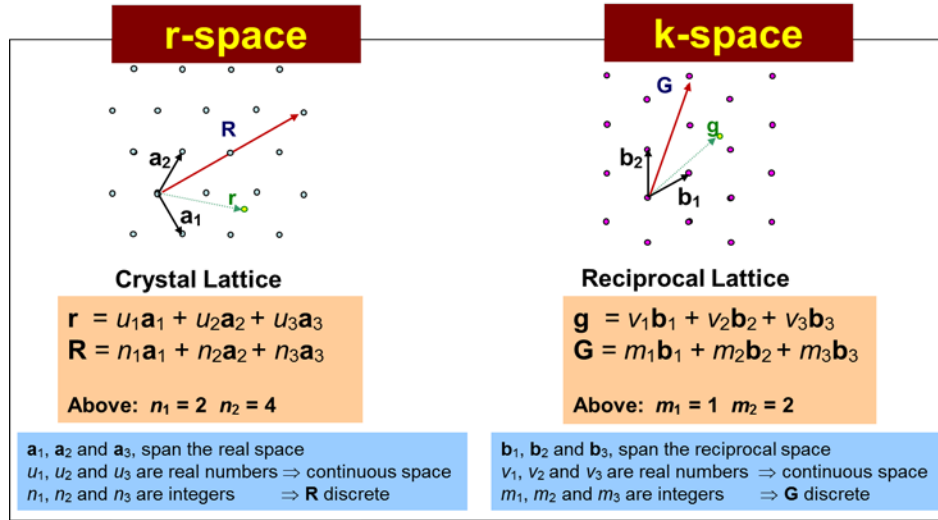 r-space
k-space
R
a₂
r
a₁
G
g
b₂
b₁
Crystal Lattice
Reciprocal Lattice
r = u₁a₁ + u₂a₂ + u₃a₃
R = n₁a₁ + n₂a₂ + n₃a₃
Above: n₁ = 2 n₂ = 4
g = v₁b₁ + v₂b₂ + v₃b₃
G = m₁b₁ + m₂b₂ + m₃b₃
Above: m₁ = 1 m₂ = 2
a₁, a₂ and a₃, span the real space
u₁, u₂ and u₃ are real numbers ⇒ continuous space
n₁, n₂ and n₃ are integers ⇒ R discrete
b₁, b₂ and b₃, span the reciprocal space
v₁, v₂ and v₃ are real numbers ⇒ continuous space
m₁, m₂ and m₃ are integers ⇒ G discrete